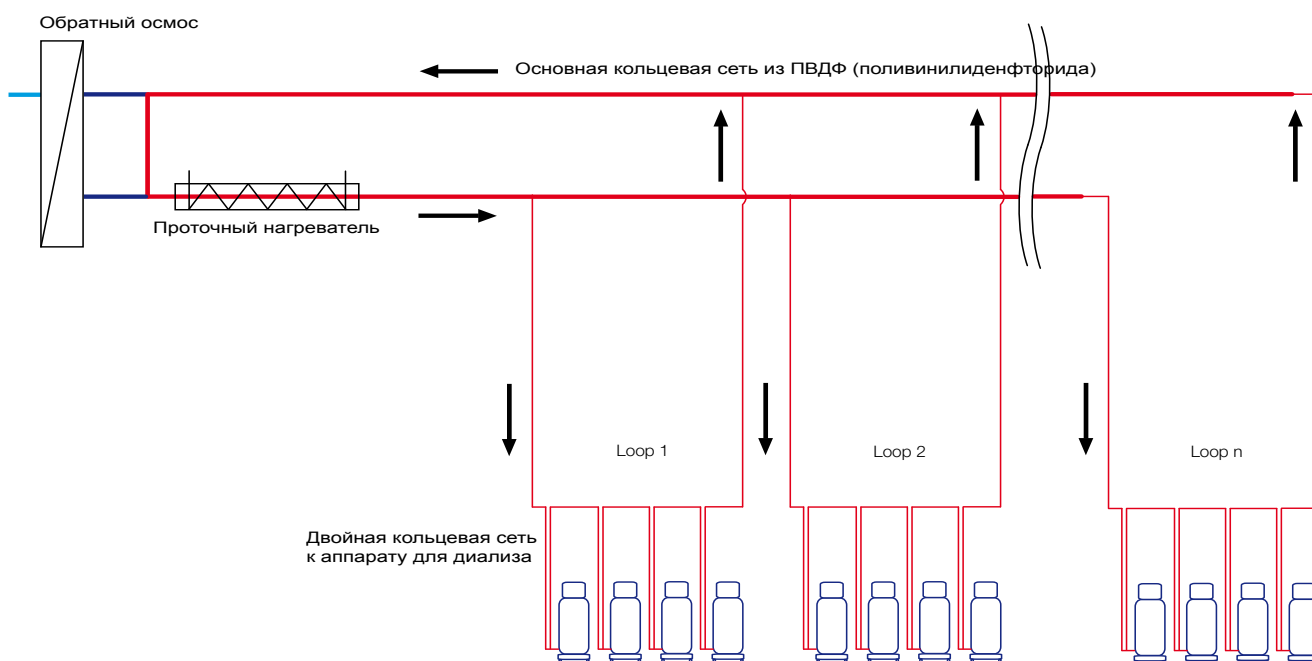 Обратный осмос
Основная кольцевая сеть из ПВДФ (поливинилиденфторида)
Проточный нагреватель
Loop 1
Loop 2
Loop n
Двойная кольцевая сеть
к аппарату для диализа